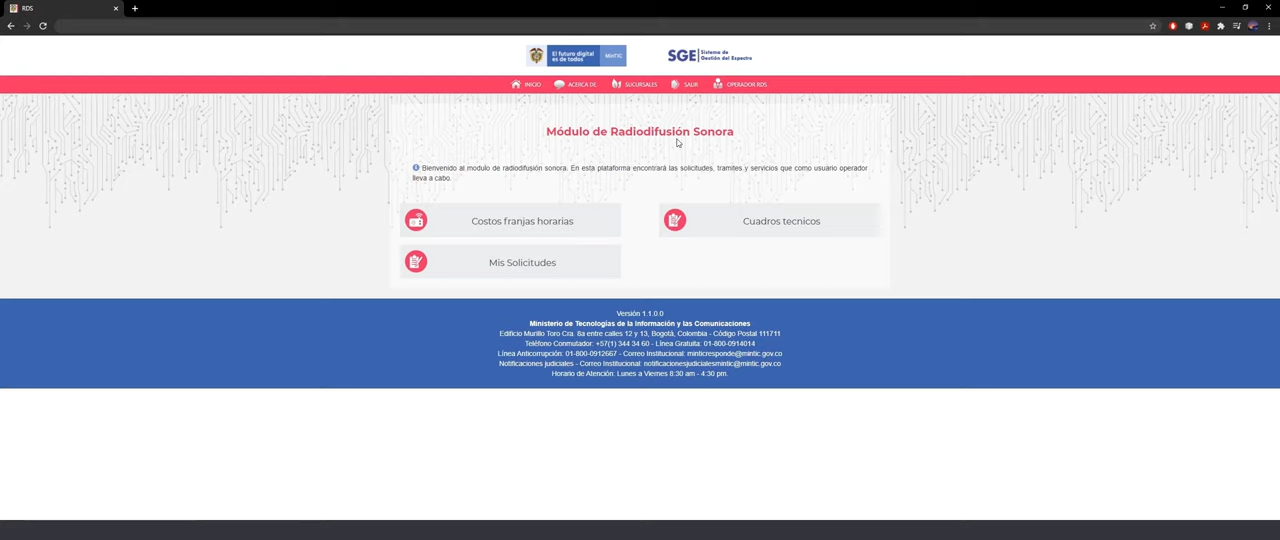 RDS
El futuro digital
es de todos
MinTIC
SGE
Sistema de
Gestión del Espectro
INICIO
ACERCA DE
SUCURSALES
SALIR
OPERADOR RDS
Módulo de Radiodifusión Sonora
Bienvenido al modulo de radiodifusión sonora. En esta plataforma encontrará las solicitudes, tramites y servicios que como usuario operador
lleva a cabo.
Costos franjas horarias
Cuadros tecnicos
Mis Solicitudes
Versión 1.1.0.0
Ministerio de Tecnologías de la Información y las Comunicaciones
Edificio Murillo Toro Cra. 8a entre calles 12 y 13, Bogotá, Colombia - Código Postal 111711
Teléfono Conmutador: +57(1) 344 34 60 - Línea Gratuita: 01-800-0914014
Línea Anticorrupción: 01-800-0912667 - Correo Institucional: minticresponde@mintic.gov.co
Notificaciones judiciales - Correo Institucional: notificacionesjudicialesmintic@mintic.gov.co
Horario de Atención: Lunes a Viernes 8:30 am - 4:30 pm.